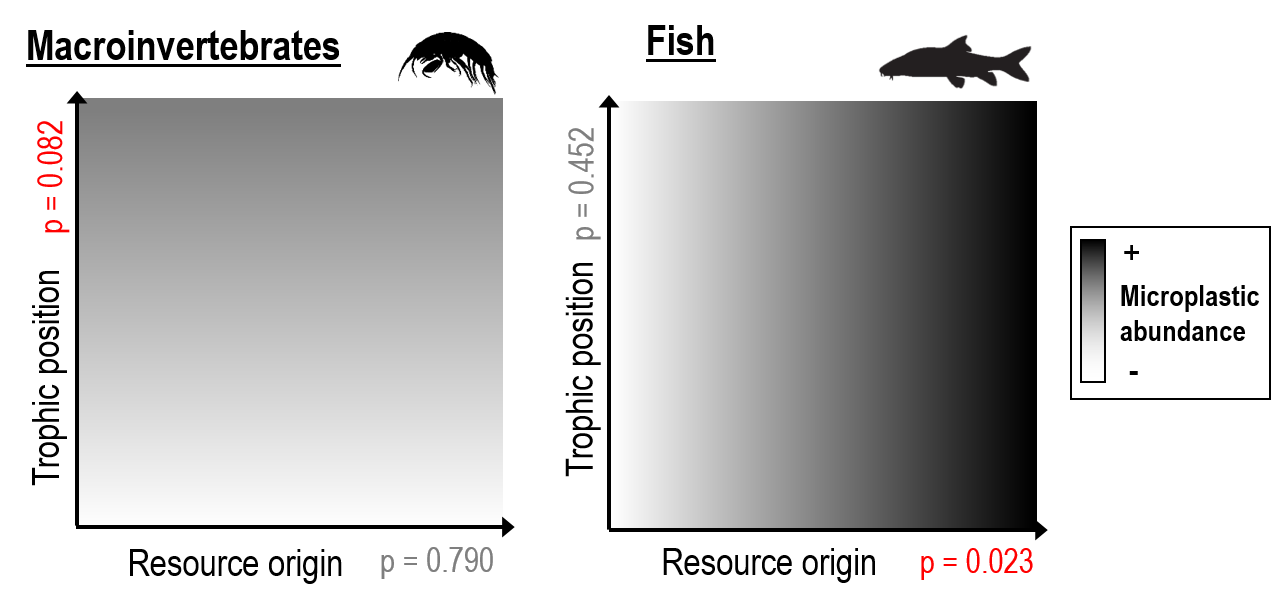 Macroinvertebrates
p = 0.082
Trophic position
Resource origin
p = 0.790
Fish
p = 0.452
Trophic position
Resource origin
p = 0.023
+
Microplastic
abundance
-